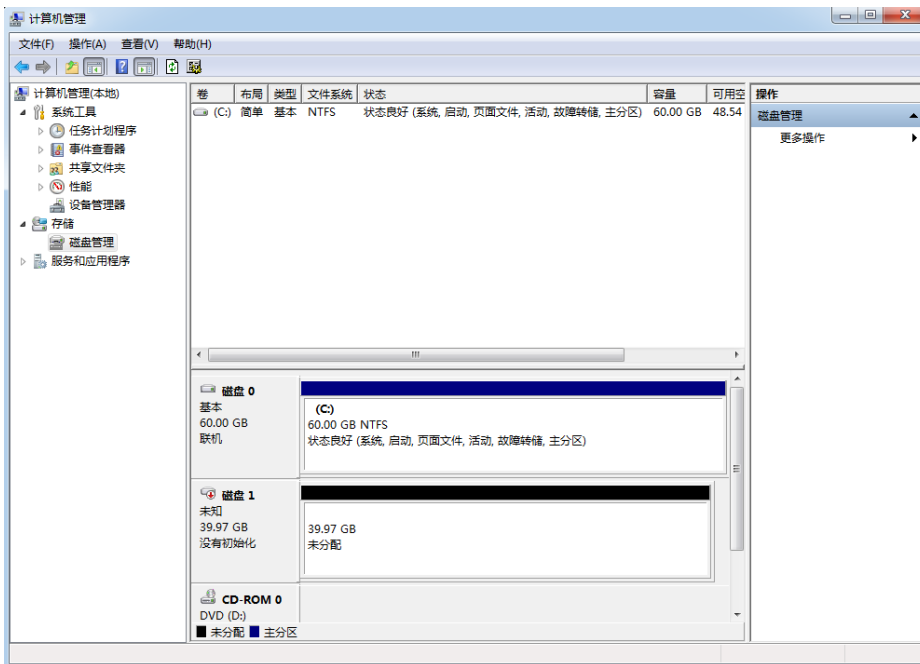 计算机管理
文件(F) 操作(A) 查看(V) 帮助(H)
计算机管理(本地)
系统工具
任务计划程序
事件查看器
共享文件夹
性能
设备管理器
存储
磁盘管理
服务和应用程序
卷 布局 类型 文件系统 状态 容量 可用空
(C:) 简单 基本 NTFS 状态良好 (系统, 启动, 页面文件, 活动, 故障转储, 主分区) 60.00 GB 48.54
操作
磁盘管理
更多操作
磁盘 0
基本
60.00 GB
联机
(C:)
60.00 GB NTFS
状态良好 (系统, 启动, 页面文件, 活动, 故障转储, 主分区)
磁盘 1
未知
39.97 GB
没有初始化
39.97 GB
未分配
CD-ROM 0
DVD (D:)
未分配 主分区